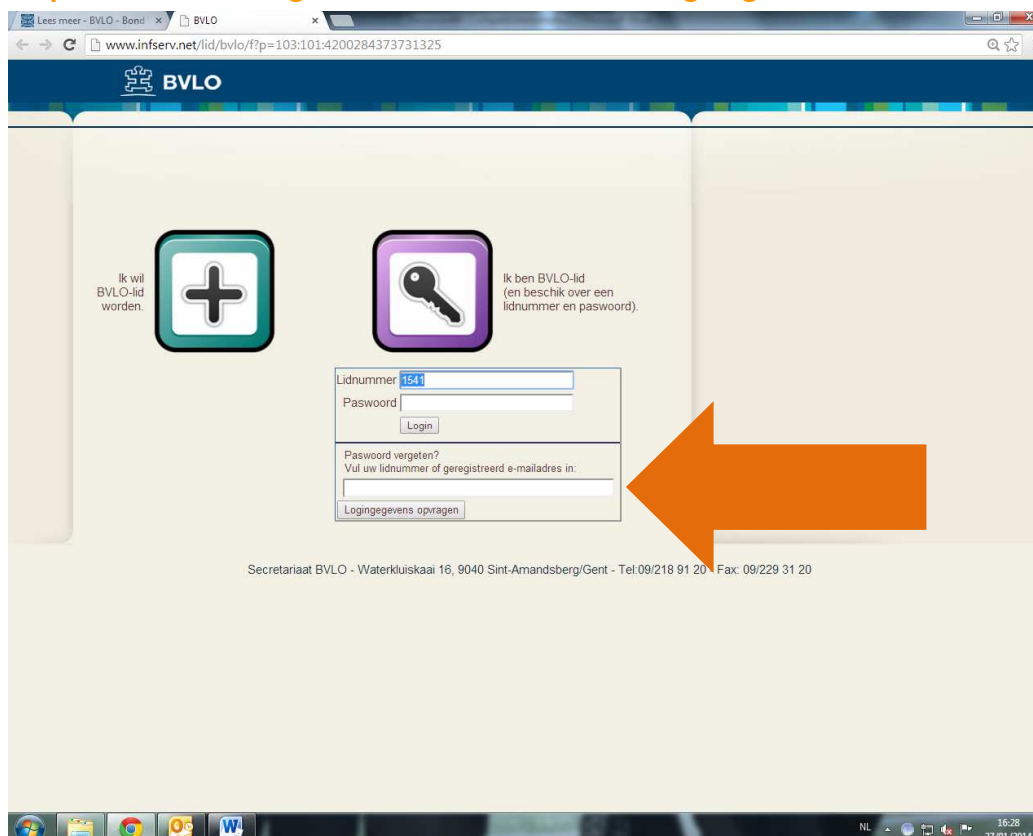 Lees meer - BVLO - Bond
BVLO
www.infserv.net/lid/bvlo/f?p=103:101:4200284373731325
BVLO
Ik wil
BVLO-lid
worden.
Ik ben BVLO-lid
(en beschik over een
lidnummer en paswoord).
Lidnummer 1541
Paswoord
Login
Paswoord vergeten?
Vul uw lidnummer of geregistreerd e-mailadres in:
Logingegevens opvragen
Secretariaat BVLO - Waterkluiskaai 16, 9040 Sint-Amandsberg/Gent - Tel:09/218 91 20 - Fax: 09/229 31 20
NL
16:28
27/01/2014